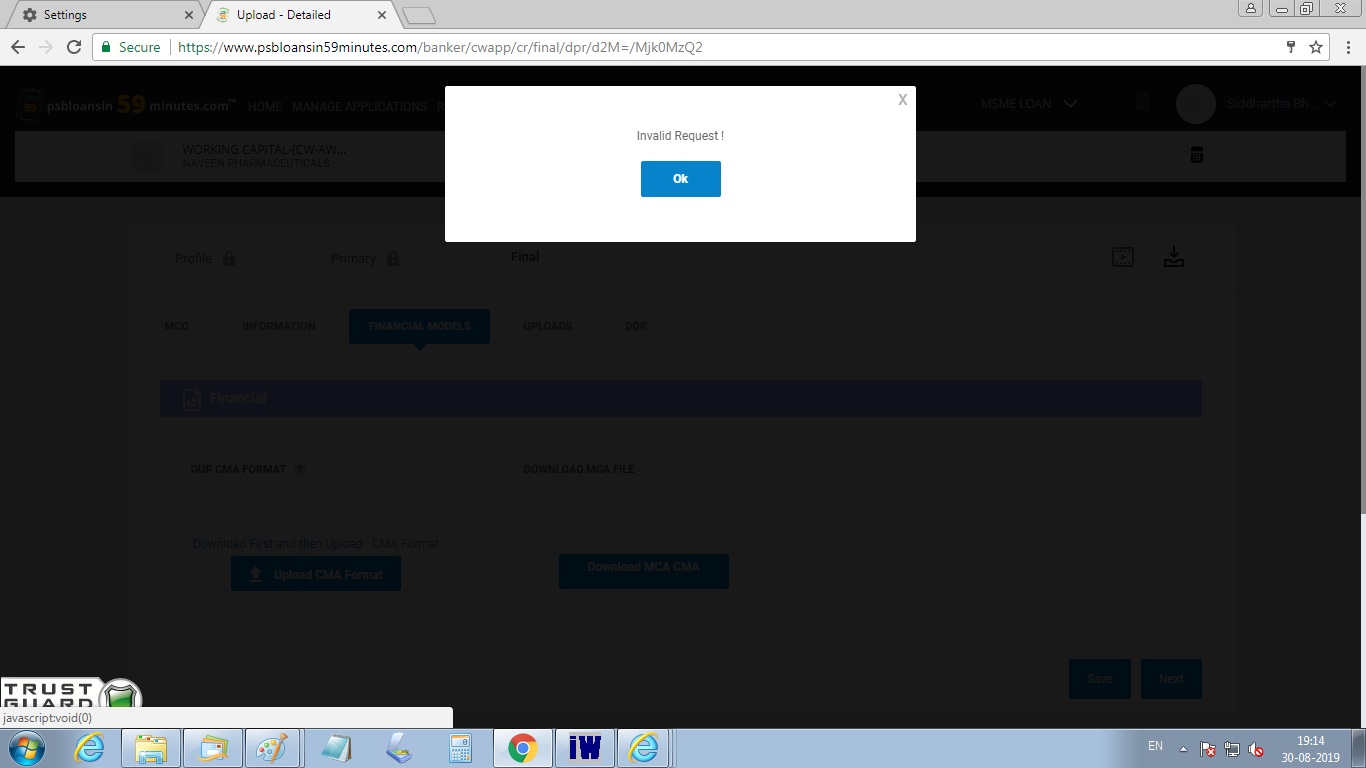 Settings
Upload - Detailed
Secure
https://www.psbloansin59minutes.com/banker/cwapp/cr/final/dpr/d2M=/Mjk0MzQ2
X
Invalid Request !
Ok
psbloansin 59 minutes.com™
HOME MANAGE APPLICATIONS R
MSME LOAN
Siddhartha Bh...
WORKING CAPITAL-(CW-AW...
NAVEEN PHARMACEUTICALS
Profile Primary Final
MCQ INFORMATION FINANCIAL MODELS UPLOADS DDR
Financial
OUR CMA FORMAT ?
DOWNLOAD MCA FILE
Download First and then Upload CMA Format
Upload CMA Format
Download MCA CMA
Save Next
TRUST
GUARD
javascript:void(0)
iW
EN
19:14
30-08-2019